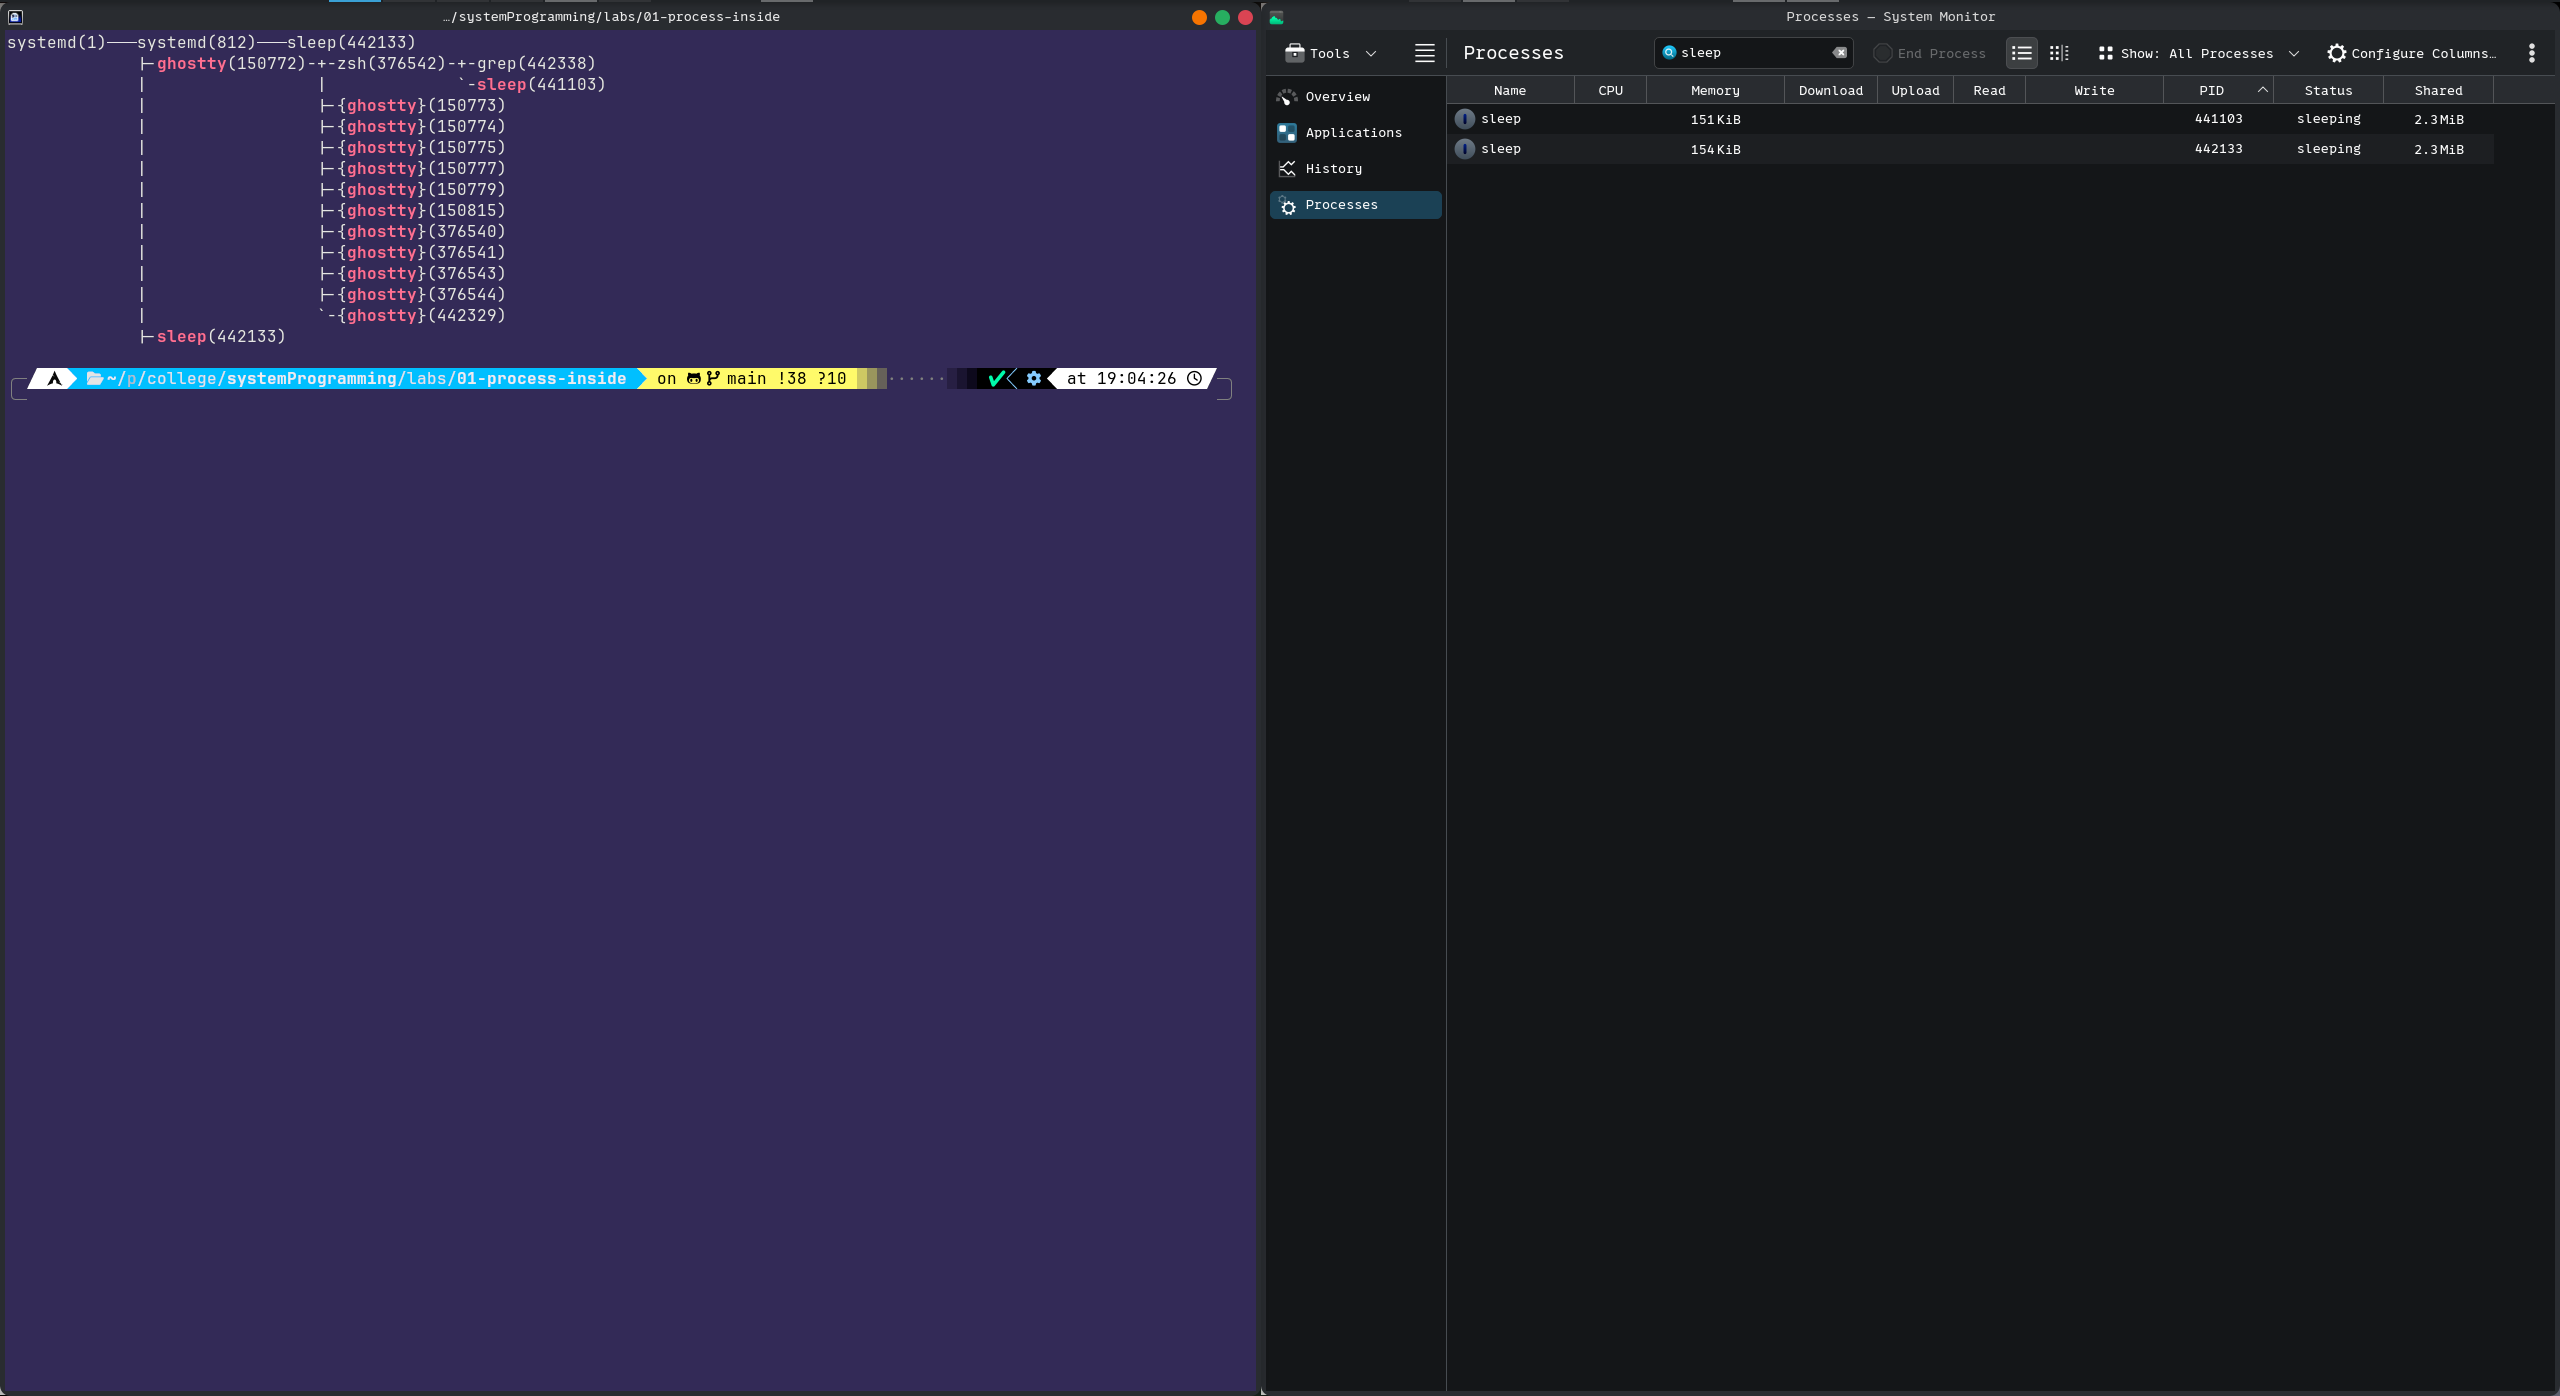 …/systemProgramming/labs/01-process-inside
systemd(1)───systemd(812)───sleep(442133)
├─ghostty(150772)-+-zsh(376542)-+-grep(442338)
|                 |             `-sleep(441103)
|                 |-{ghostty}(150773)
|                 |-{ghostty}(150774)
|                 |-{ghostty}(150775)
|                 |-{ghostty}(150777)
|                 |-{ghostty}(150779)
|                 |-{ghostty}(150815)
|                 |-{ghostty}(376540)
|                 |-{ghostty}(376541)
|                 |-{ghostty}(376543)
|                 |-{ghostty}(376544)
|                 `-{ghostty}(442329)
|-sleep(442133)
~/p/college/systemProgramming/labs/01-process-inside on main !38 ?10 at 19:04:26
Processes — System Monitor
Tools Processes sleep End Process Show: All Processes Configure Columns…
Overview
Applications
History
Processes
Name CPU Memory Download Upload Read Write PID Status Shared
sleep 151 KiB 441103 sleeping 2.3 MiB
sleep 154 KiB 442133 sleeping 2.3 MiB